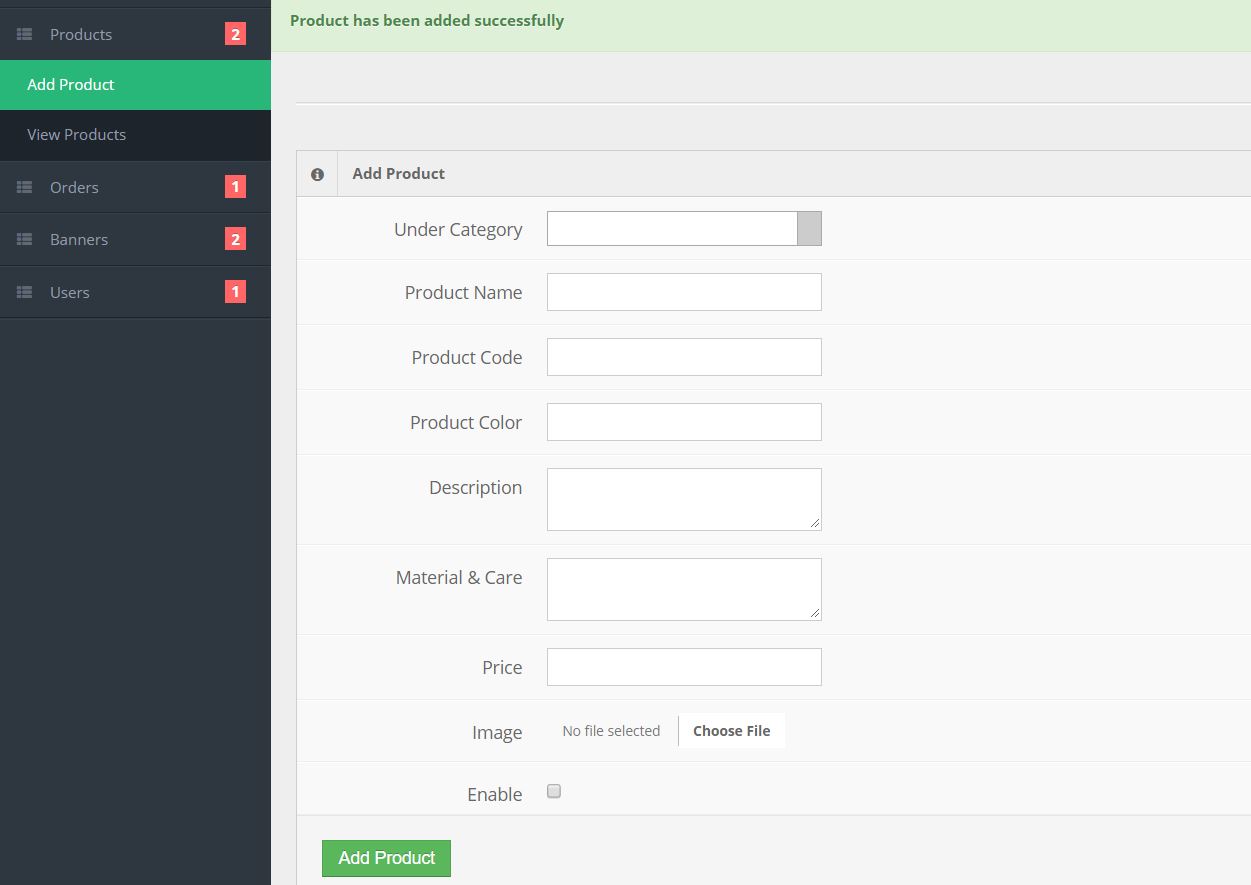 Products 2
Add Product
View Products
Orders 1
Banners 2
Users 1
Product has been added successfully
Add Product
Under Category
Product Name
Product Code
Product Color
Description
Material & Care
Price
Image No file selected Choose File
Enable
Add Product